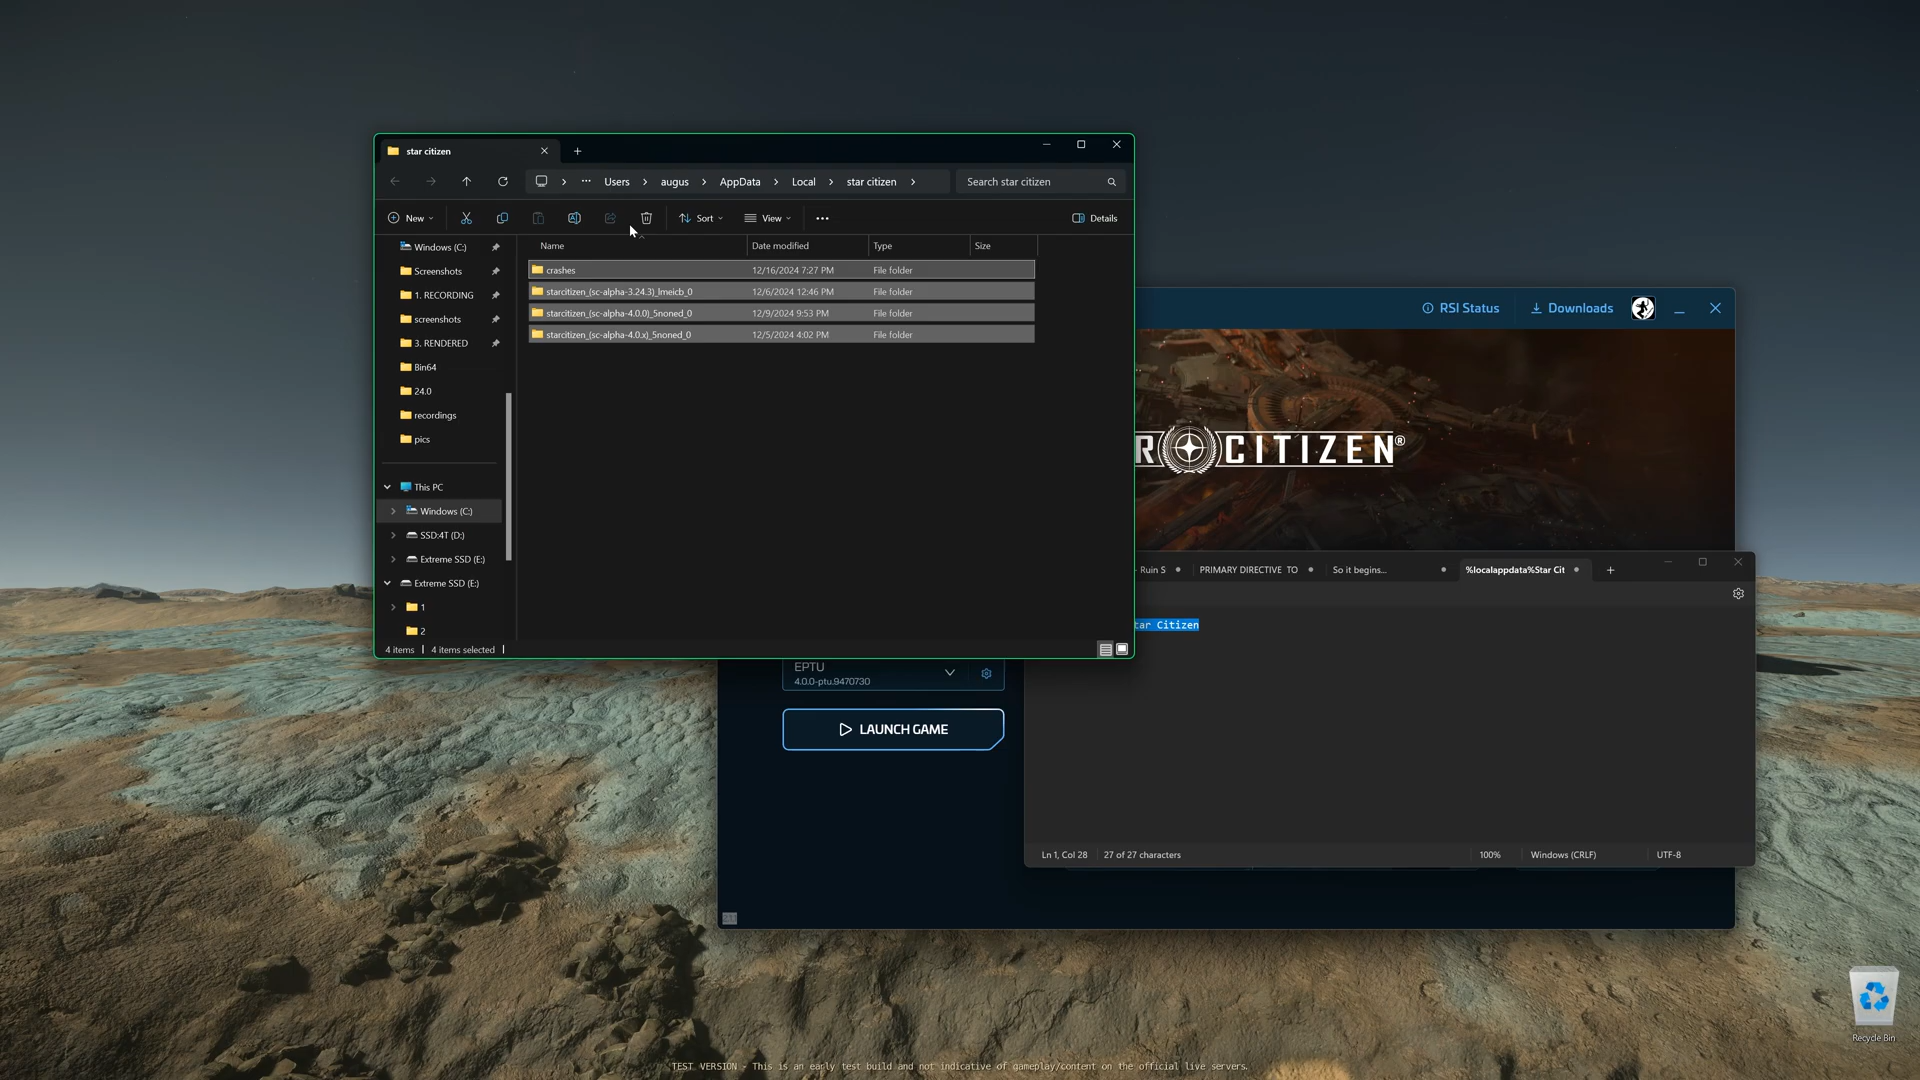 star citizen
Users
augus
AppData
Local
star citizen
Search star citizen
New
Sort
View
Details
Windows (C:)
Screenshots
1. RECORDING
screenshots
3. RENDERED
Bin64
24.0
recordings
pics
This PC
Windows (C:)
SSD:4T (D:)
Extreme SSD (E:)
Extreme SSD (E:)
1
2
Name Date modified Type Size
crashes 12/16/2024 7:27 PM File folder
starcitizen_(sc-alpha-3.24.3)_lmeicb_0 12/6/2024 12:46 PM File folder
starcitizen_(sc-alpha-4.0.0)_5noned_0 12/9/2024 9:53 PM File folder
starcitizen_(sc-alpha-4.0.x)_5noned_0 12/5/2024 4:02 PM File folder
4 items 4 items selected
RSI Status Downloads
R CITIZEN®
Ruin S PRIMARY DIRECTIVE TO So it begins... %localappdata%Star Cit
tar Citizen
Ln 1, Col 28 27 of 27 characters 100% Windows (CRLF) UTF-8
EPTU
4.0.0-ptu.9470730
LAUNCH GAME
Recycle Bin
TEST VERSION - This is an early test build and not indicative of gameplay/content on the official live servers.